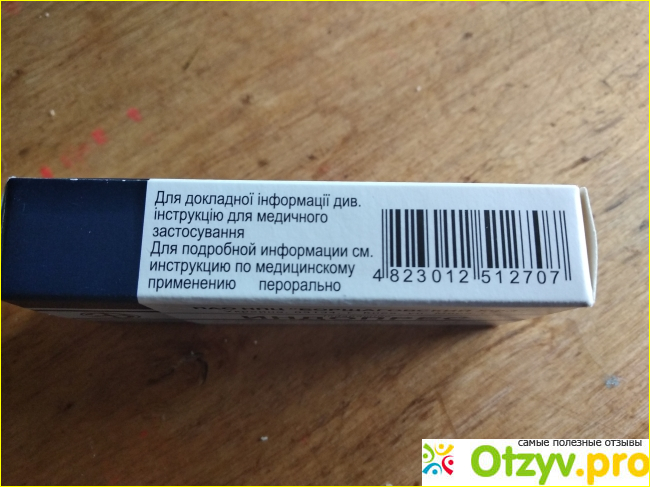 Для докладної інформації див.
інструкцію для медичного
застосування
Для подробной информации см.
инструкцию по медицинскому
применению перорально
4 823012 512707
самые полезные отзывы
Otzyv.pro